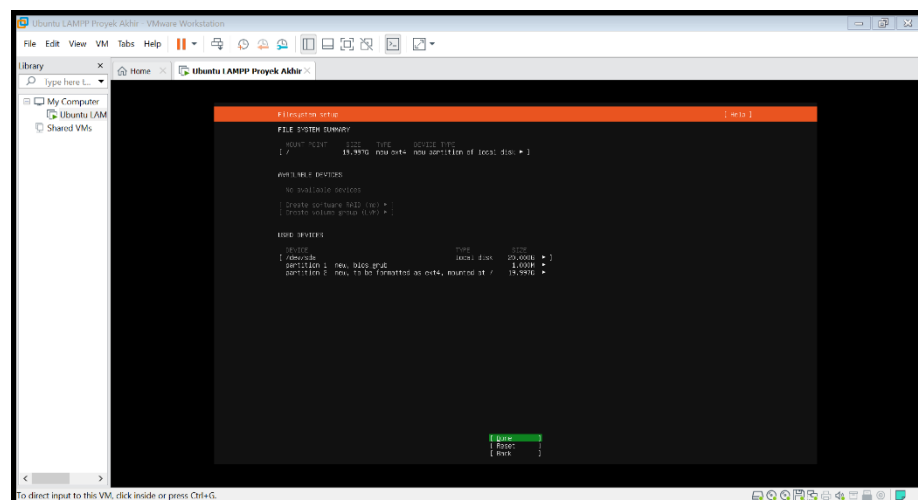 Ubuntu LAMPP Proyek Akhir - VMware Workstation
File Edit View VM Tabs Help
Library
Type here t...
Home
Ubuntu LAMPP Proyek Akhir
My Computer
Ubuntu LAM
Shared VMs
Filesystem setup [ Help ]
FILE SYSTEM SUMMARY
MOUNT POINT SIZE TYPE DEVICE TYPE
[ / 19.997G new ext4 new partition of local disk ▸ ]
AVAILABLE DEVICES
No available devices
[ Create software RAID (md) ▸ ]
[ Create volume group (LVM) ▸ ]
USED DEVICES
DEVICE TYPE SIZE
[ /dev/sda local disk 20.000G ▸ ]
partition 1 new, bios_grub 1.000M ▸
partition 2 new, to be formatted as ext4, mounted at / 19.997G ▸
[ Done ]
[ Reset ]
[ Back ]
To direct input to this VM, click inside or press Ctrl+G.